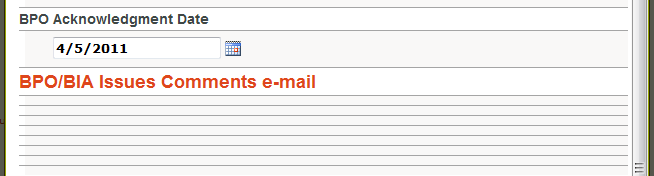 BPO Acknowledgment Date
4/5/2011
BPO/BIA Issues Comments e-mail